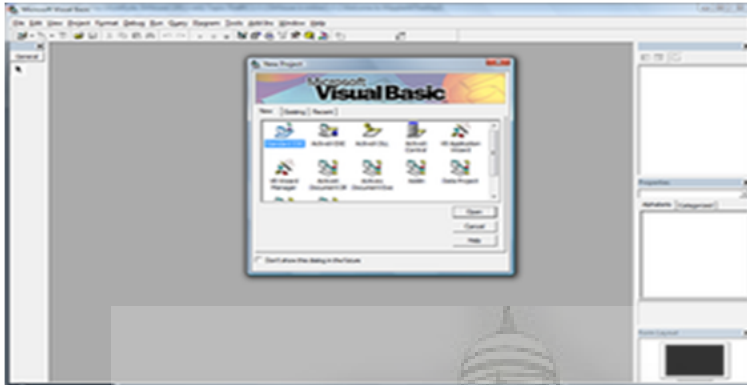 Microsoft Visual Basic
File Edit View Project Format Debug Run Query Diagram Tools Add-Ins Window Help
General
New Project
Microsoft
Visual Basic
New Existing Recent
Standard EXE ActiveX EXE ActiveX DLL ActiveX Control VB Application Wizard
VB Wizard Manager ActiveX Document Dll Activex Document Exe Addin Data Project
Open
Cancel
Help
Don't show this dialog in the future
Properties
Alphabetic Categorized
Form Layout